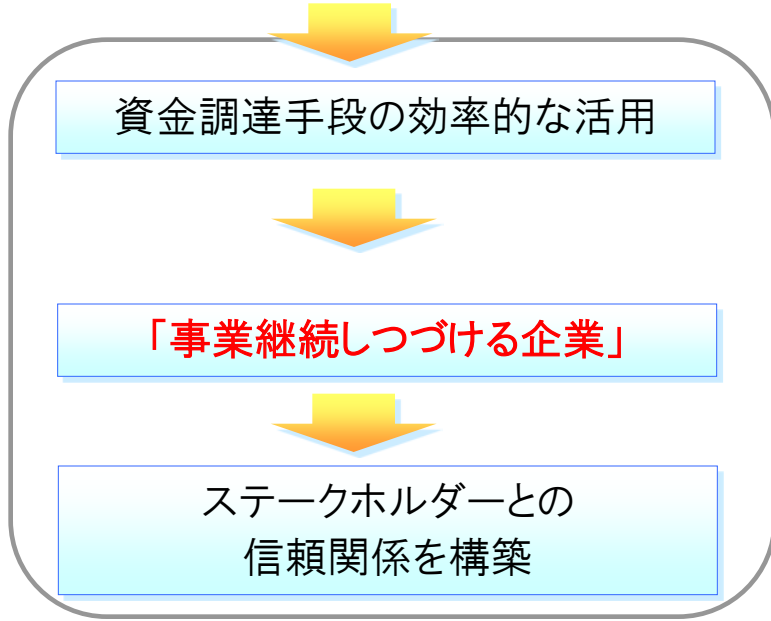 資金調達手段の効率的な活用
「事業継続しつづける企業」
ステークホルダーとの
信頼関係を構築